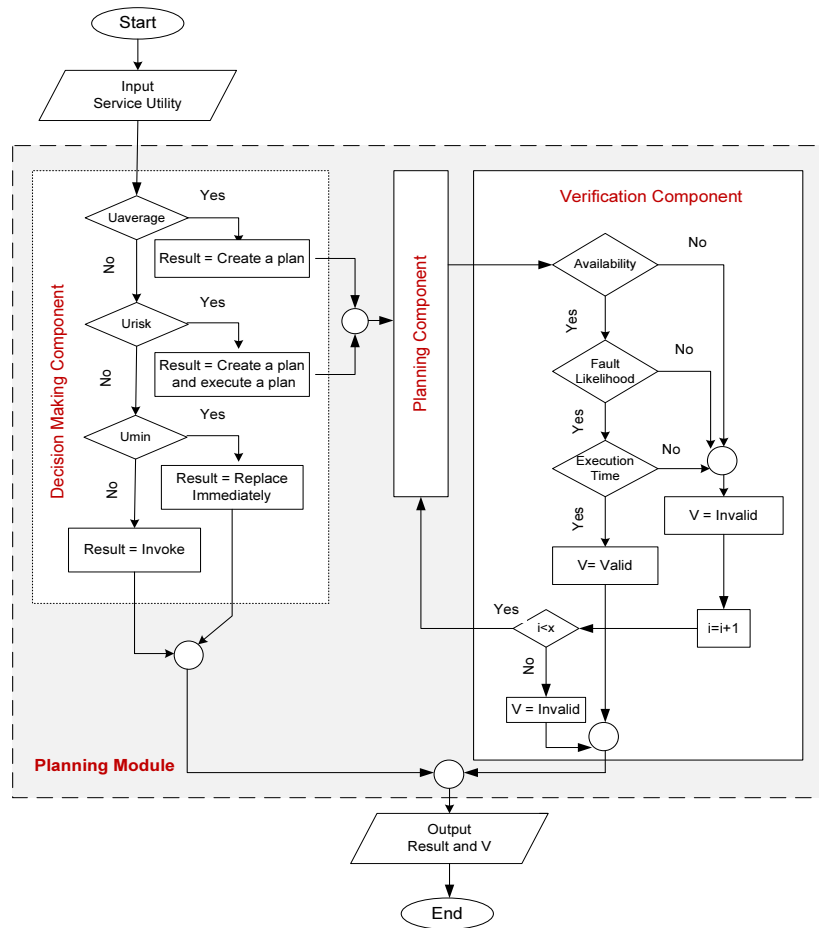 Start
Input
Service Utility
Decision Making Component
Uaverage
Yes
Result = Create a plan
No
Urisk
Yes
Result = Create a plan
and execute a plan
No
Umin
Yes
Result = Replace
Immediately
No
Result = Invoke
Planning Component
Verification Component
Availability
No
Yes
Fault
Likelihood
No
Yes
Execution
Time
No
V = Invalid
Yes
V= Valid
i=i+1
i<x
Yes
No
V = Invalid
Planning Module
Output
Result and V
End